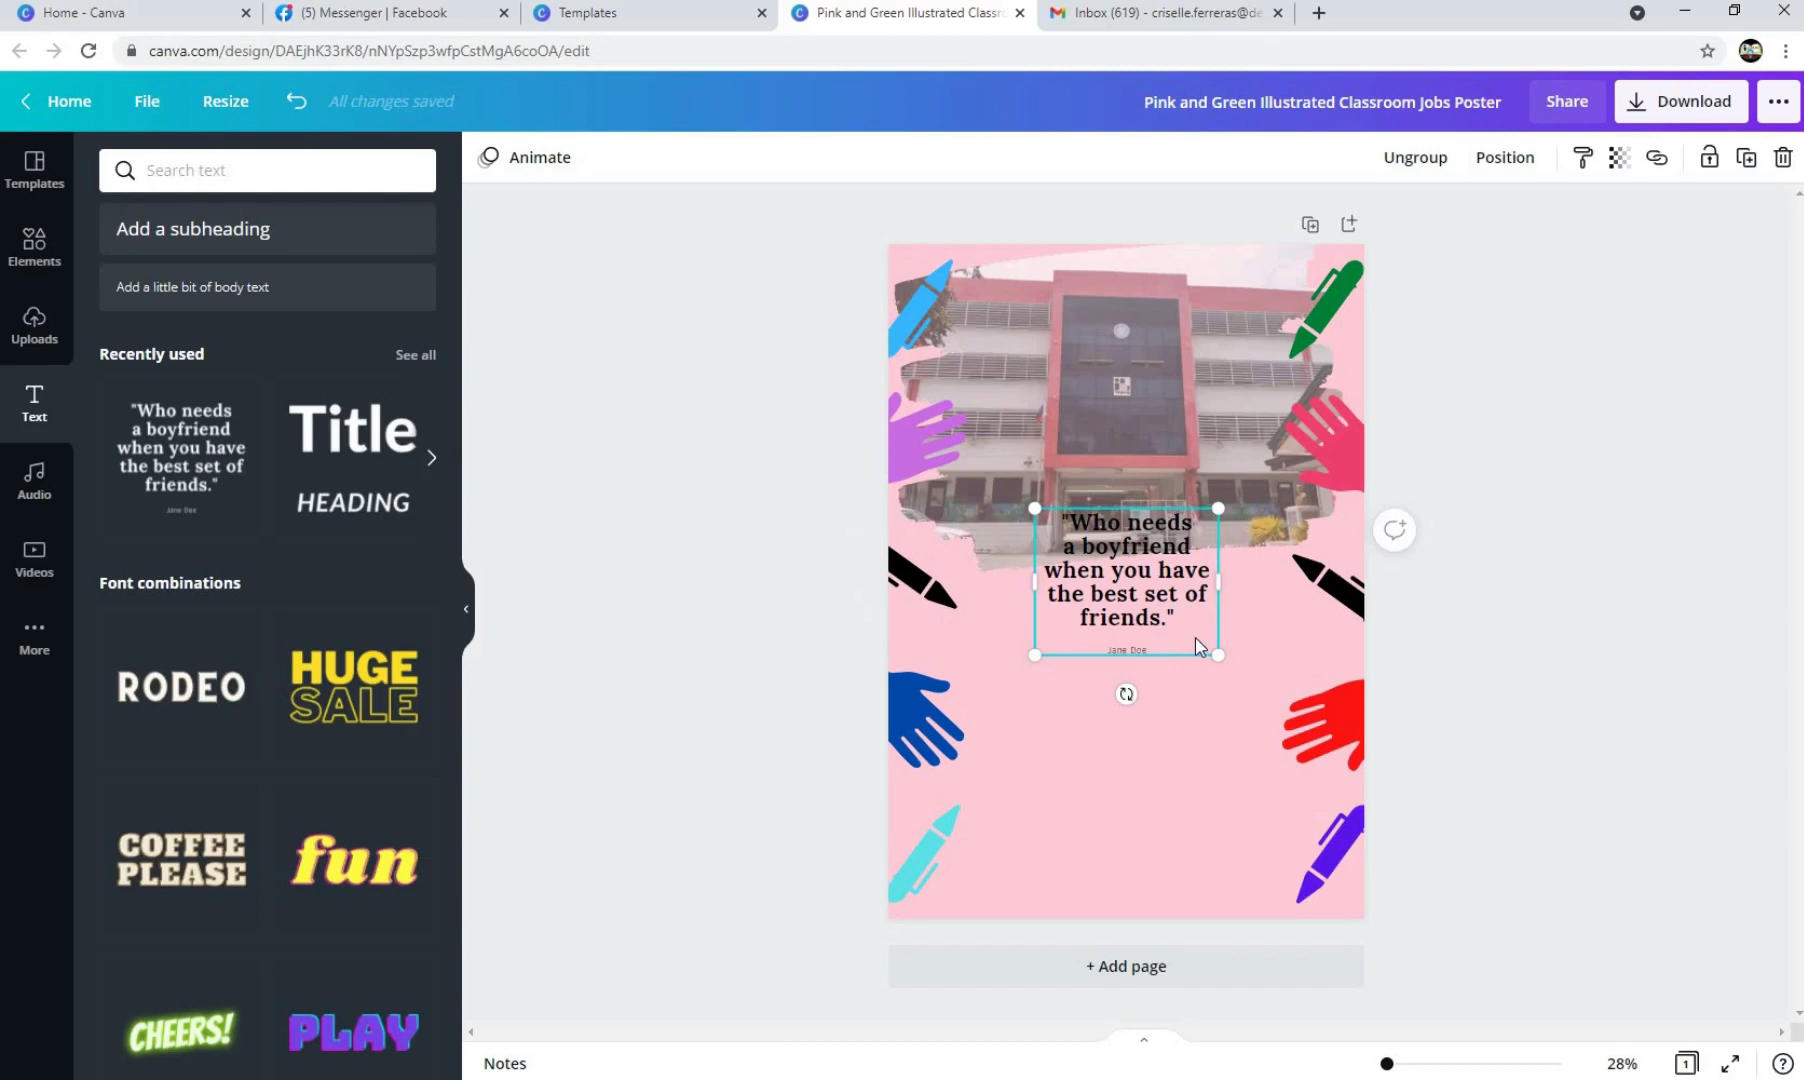 Home - Canva
(5) Messenger | Facebook
Templates
Pink and Green Illustrated Classr
Inbox (619) - criselle.ferreras@de
canva.com/design/DAEjhK33rK8/nNYpSzp3wfpCstMgA6coOA/edit
Home
File
Resize
All changes saved
Pink and Green Illustrated Classroom Jobs Poster
Share
Download
Templates
Elements
Uploads
Text
Audio
Videos
More
Search text
Add a subheading
Add a little bit of body text
Recently used
See all
"Who needs
a boyfriend
when you have
the best set of
friends."
Jane Doe
Title
HEADING
Font combinations
RODEO
HUGE
SALE
COFFEE
PLEASE
fun
CHEERS!
PLAY
Animate
Ungroup
Position
"Who needs
a boyfriend
when you have
the best set of
friends."
Jane Doe
+ Add page
Notes
28%
1